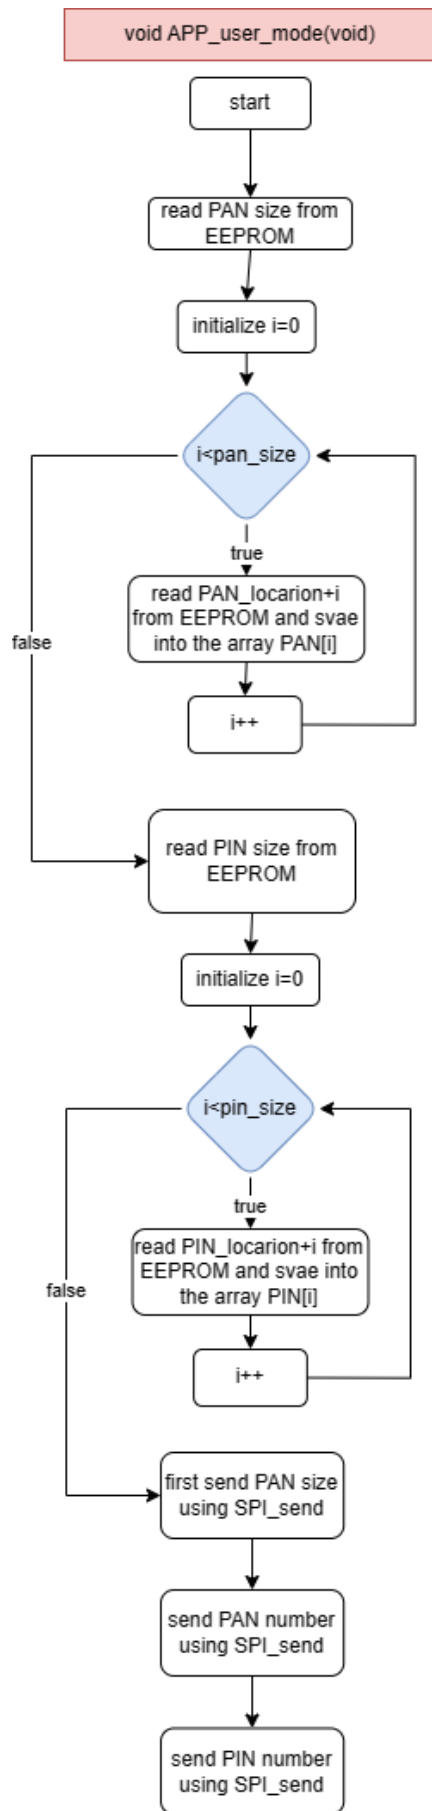 void APP_user_mode(void)
start
read PAN size from
EEPROM
initialize i=0
i<pan_size
true
read PAN_locarion+i
from EEPROM and svae
into the array PAN[i]
false
i++
read PIN size from
EEPROM
initialize i=0
i<pin_size
true
read PIN_locarion+i from
EEPROM and svae into
the array PIN[i]
false
i++
first send PAN size
using SPI_send
send PAN number
using SPI_send
send PIN number
using SPI_send